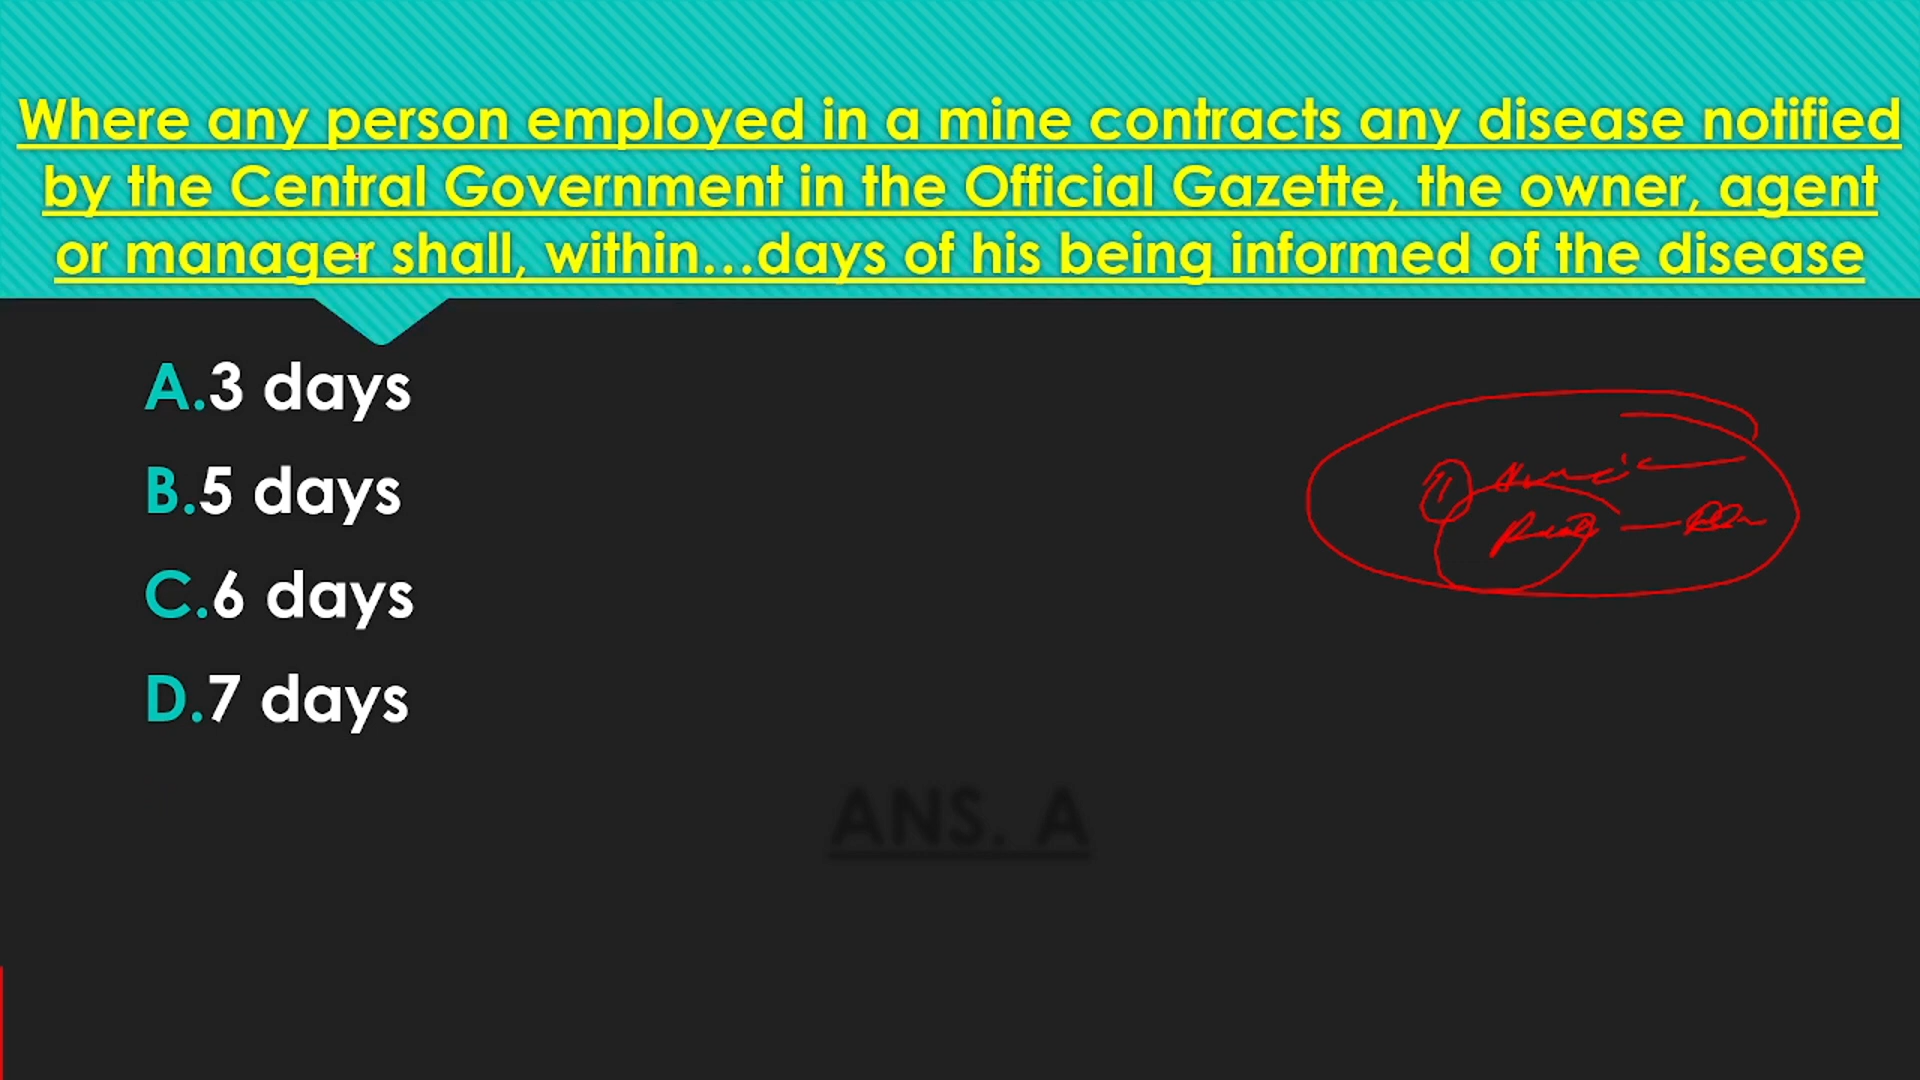 Where any person employed in a mine contracts any disease notified
by the Central Government in the Official Gazette, the owner, agent
or manager shall, within...days of his being informed of the disease
A.3 days
B.5 days
C.6 days
D.7 days
ANS. A